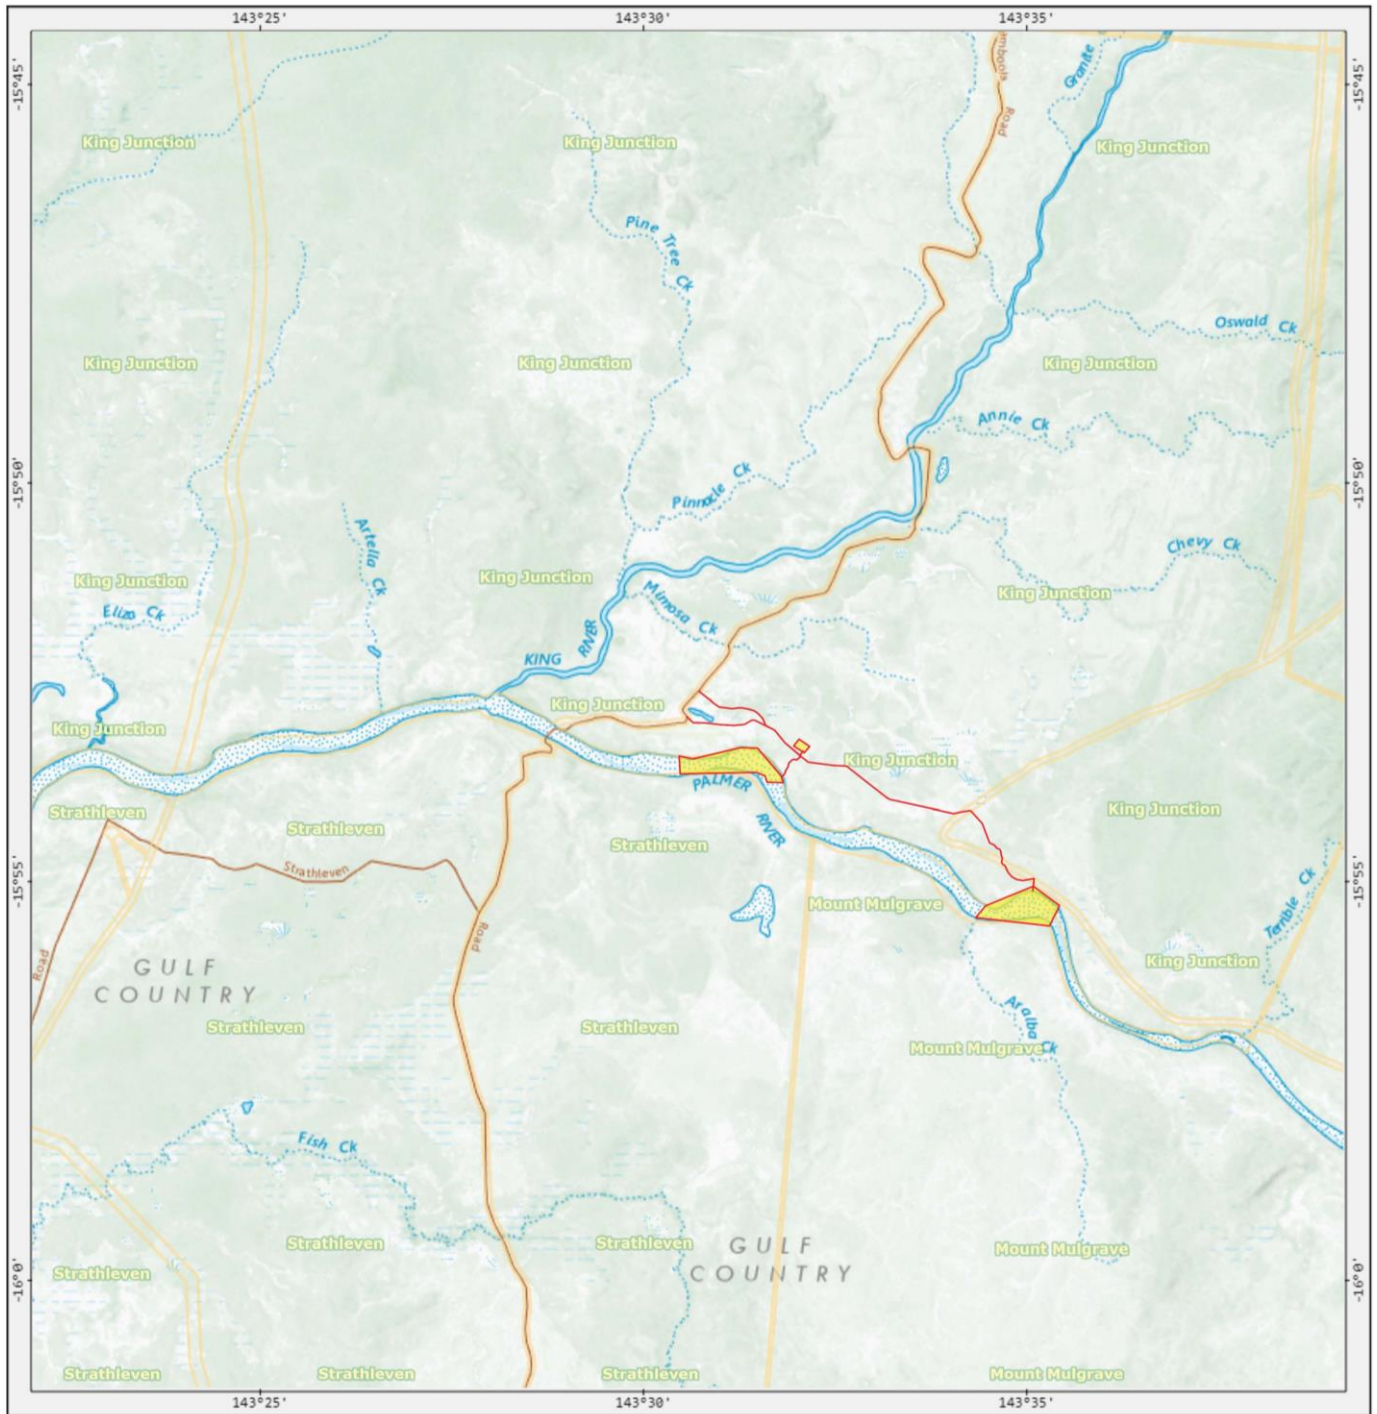 143°25'
143°30'
143°35'
-15°45'
-15°45'
Granite
Road
King Junction
King Junction
King Junction
Pine Tree Ck
Oswald Ck
King Junction
King Junction
King Junction
Annie Ck
-15°50'
-15°50'
Pinnacle Ck
Artella Ck
Chevy Ck
King Junction
King Junction
King Junction
Eliza Ck
Mimosa Ck
KING RIVER
King Junction
King Junction
King Junction
PALMER RIVER
King Junction
Strathleven
Strathleven
Strathleven
Strathleven
-15°55'
-15°55'
Mount Mulgrave
Terrible Ck
Road
Road
King Junction
GULF
COUNTRY
Strathleven
Strathleven
Aralba Ck
Mount Mulgrave
Fish Ck
Strathleven
Strathleven
GULF
COUNTRY
Mount Mulgrave
Strathleven
-16°0'
-16°0'
Strathleven
Strathleven
Strathleven
Mount Mulgrave
143°25'
143°30'
143°35'